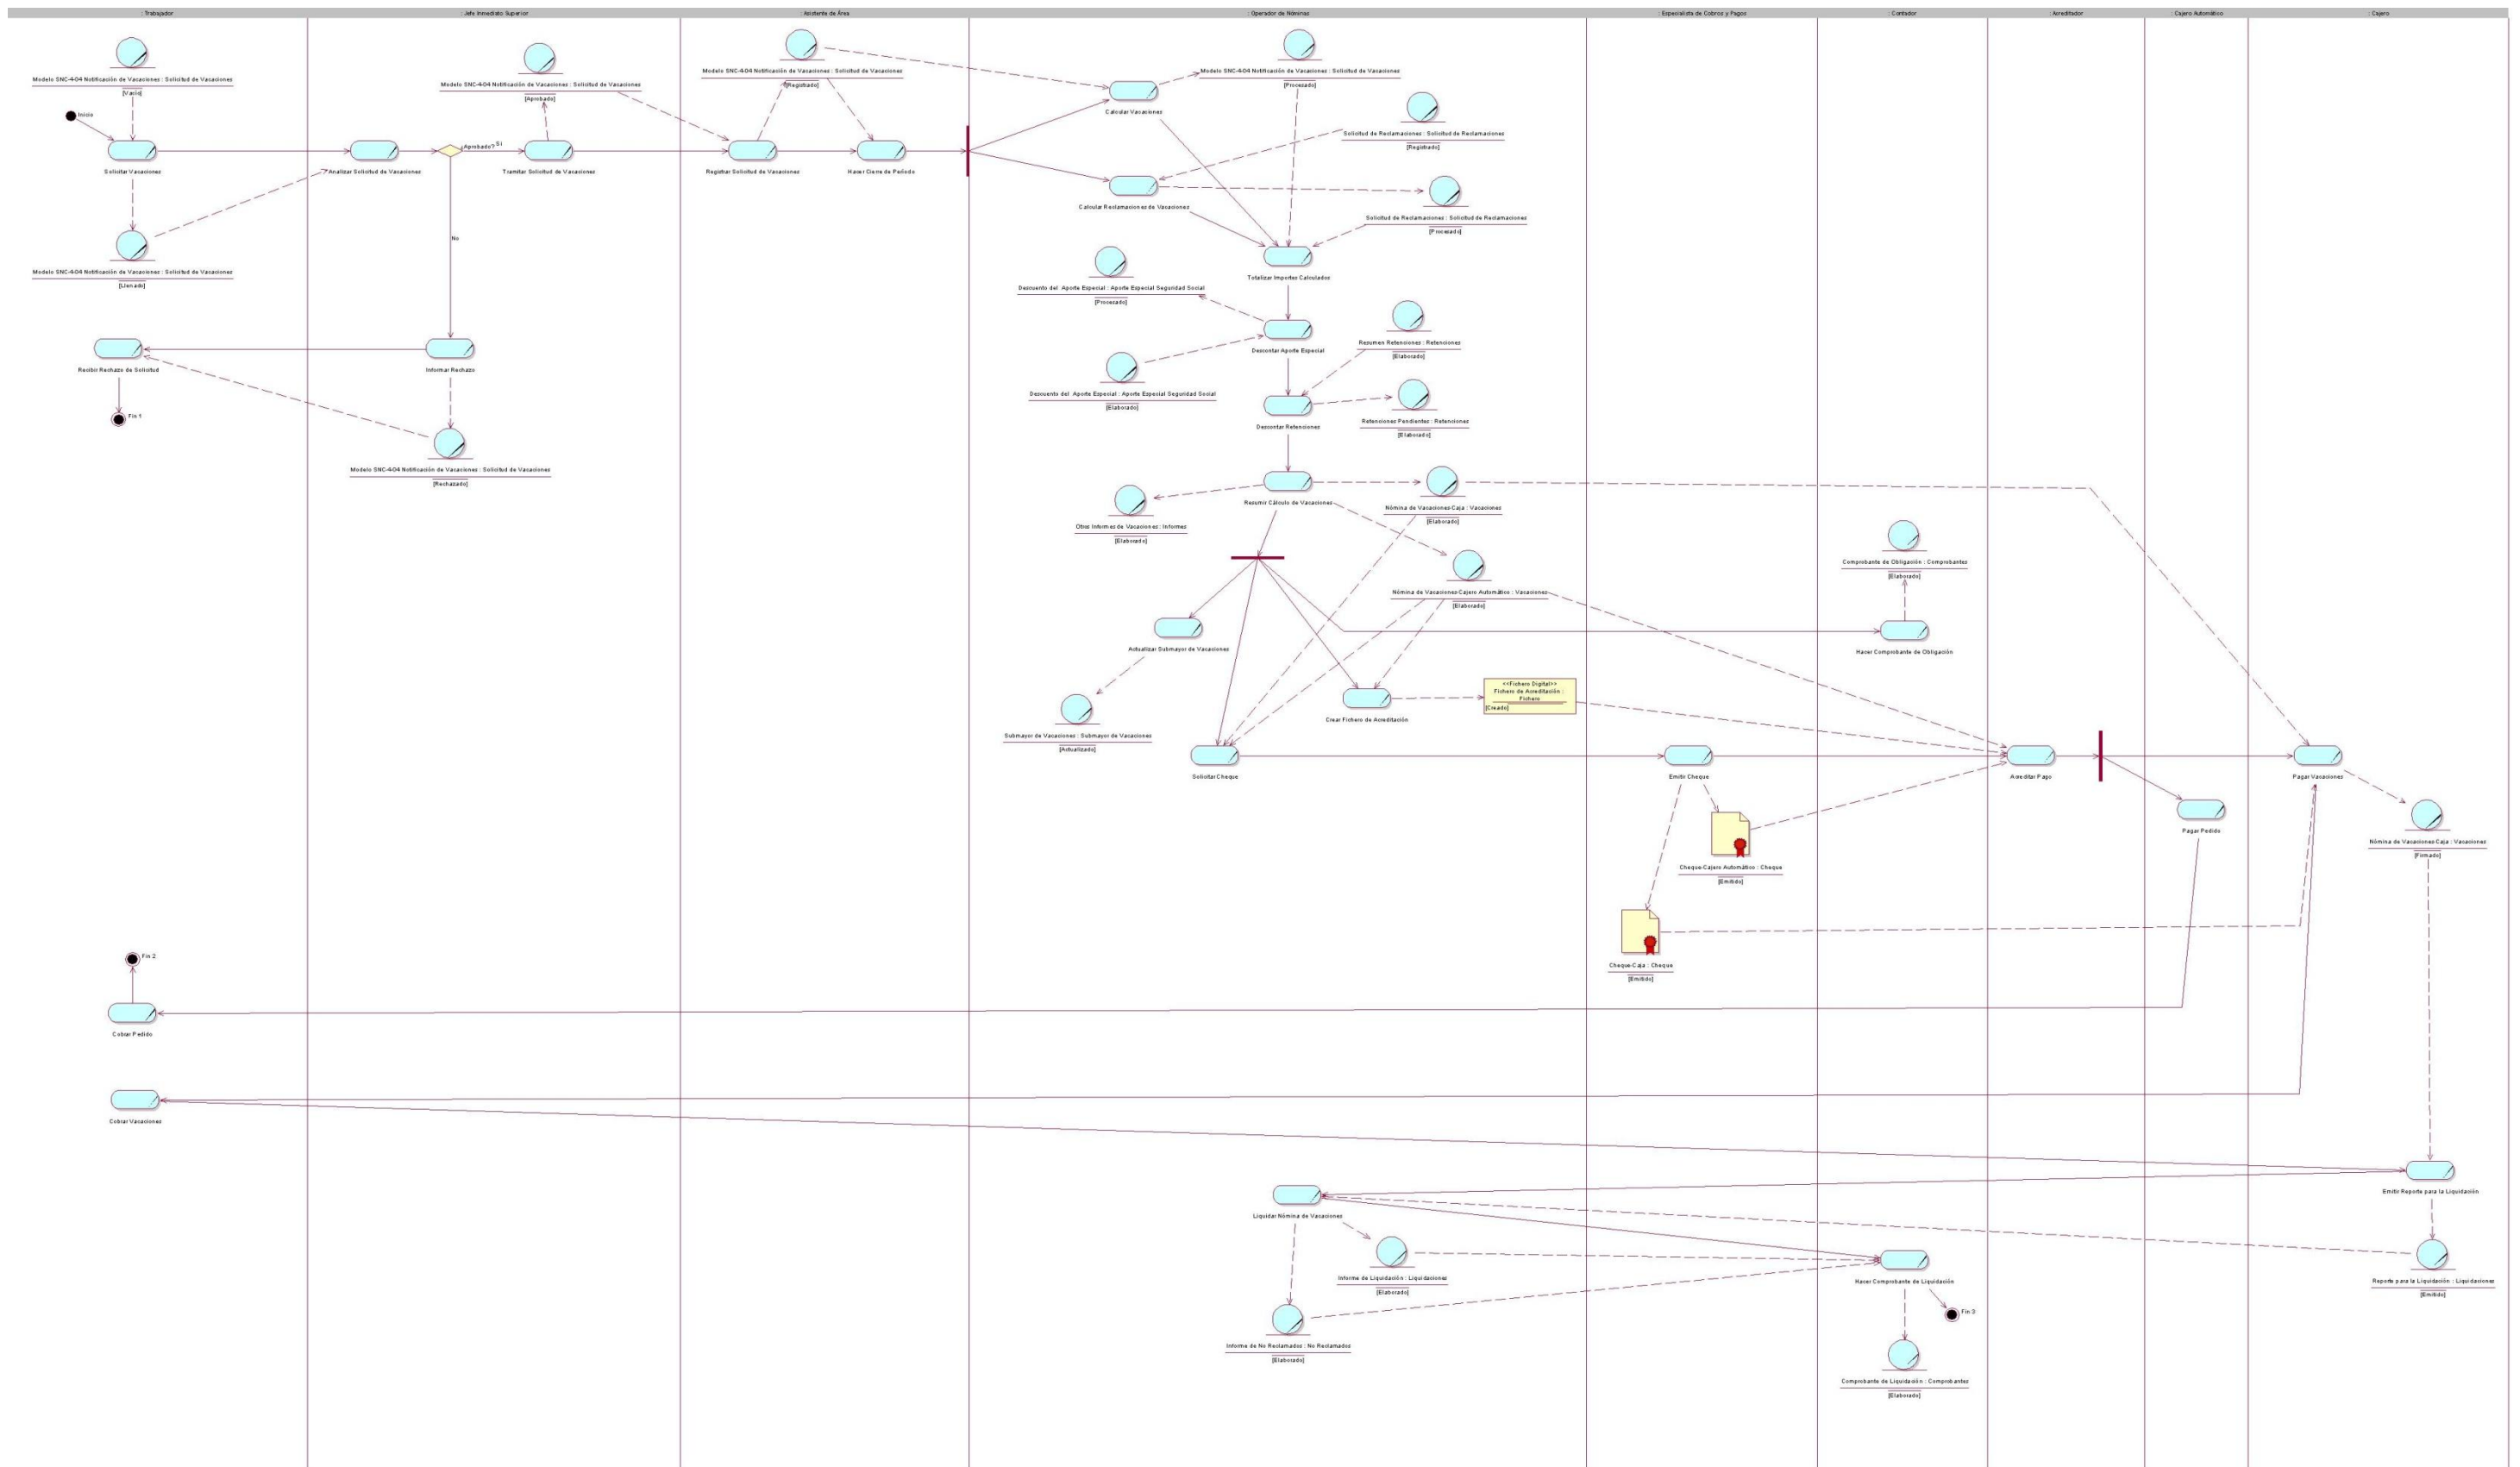 : Trabajador
: Jefe Inmediato Superior
: Asistente de Área
: Operador de Nóminas
: Especialista de Cobros y Pagos
: Contador
: Acreditador
: Cajero Automático
: Cajero
Modelo SNC-4-04 Notificación de Vacaciones : Solicitud de Vacaciones
[Vacío]
Inicio
Solicitar Vacaciones
Modelo SNC-4-04 Notificación de Vacaciones : Solicitud de Vacaciones
[Llenado]
Recibir Rechazo de Solicitud
Fin 1
Fin 2
Cobrar Pedido
Cobrar Vacaciones
Modelo SNC-4-04 Notificación de Vacaciones : Solicitud de Vacaciones
[Aprobado]
Analizar Solicitud de Vacaciones
¿Aprobado?
Sí
Tramitar Solicitud de Vacaciones
No
Informar Rechazo
Modelo SNC-4-04 Notificación de Vacaciones : Solicitud de Vacaciones
[Rechazado]
Modelo SNC-4-04 Notificación de Vacaciones : Solicitud de Vacaciones
[Registrado]
Registrar Solicitud de Vacaciones
Hacer Cierre de Período
Modelo SNC-4-04 Notificación de Vacaciones : Solicitud de Vacaciones
[Procesado]
Calcular Vacaciones
Solicitud de Reclamaciones : Solicitud de Reclamaciones
[Registrado]
Calcular Reclamaciones de Vacaciones
Solicitud de Reclamaciones : Solicitud de Reclamaciones
[Procesado]
Totalizar Importes Calculados
Descuento del Aporte Especial : Aporte Especial Seguridad Social
[Procesado]
Descontar Aporte Especial
Resumen Retenciones : Retenciones
[Elaborado]
Descuento del Aporte Especial : Aporte Especial Seguridad Social
[Elaborado]
Descontar Retenciones
Retenciones Pendientes : Retenciones
[Elaborado]
Resumir Cálculo de Vacaciones
Nómina de Vacaciones-Caja : Vacaciones
[Elaborado]
Otros Informes de Vacaciones : Informes
[Elaborado]
Nómina de Vacaciones-Cajero Automático : Vacaciones
[Elaborado]
Actualizar Submayor de Vacaciones
Submayor de Vacaciones : Submayor de Vacaciones
[Actualizado]
Crear Fichero de Acreditación
<<Fichero Digital>>
Fichero de Acreditación :
Fichero
[Creado]
Solicitar Cheque
Emitir Cheque
Cheque-Cajero Automático : Cheque
[Emitido]
Cheque-Caja : Cheque
[Emitido]
Comprobante de Obligación : Comprobantes
[Elaborado]
Hacer Comprobante de Obligación
Acreditar Pago
Pagar Pedido
Pagar Vacaciones
Nómina de Vacaciones-Caja : Vacaciones
[Firmado]
Emitir Reporte para la Liquidación
Reporte para la Liquidación : Liquidaciones
[Emitido]
Liquidar Nómina de Vacaciones
Informe de Liquidación : Liquidaciones
[Elaborado]
Informe de No Reclamados : No Reclamados
[Elaborado]
Hacer Comprobante de Liquidación
Fin 3
Comprobante de Liquidación : Comprobantes
[Elaborado]